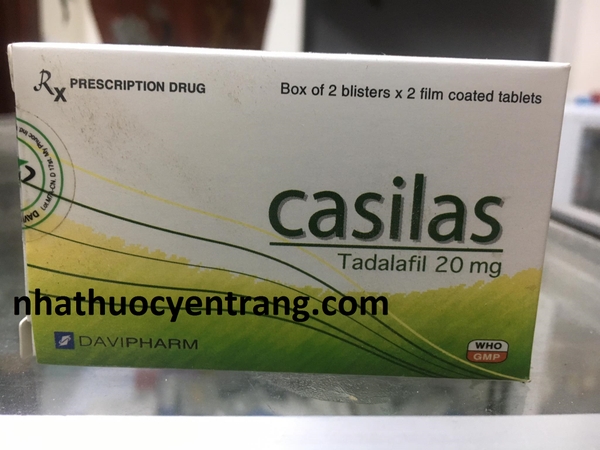 Rx PRESCRIPTION DRUG
Box of 2 blisters x 2 film coated tablets
casilas
Tadalafil 20 mg
nhathuocyentrang.com
DAVIPHARM
WHO
GMP